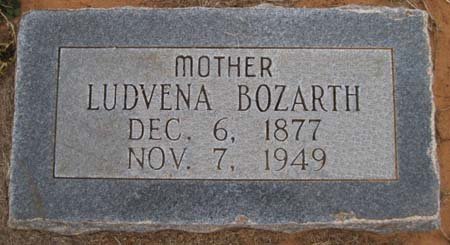 MOTHER
LUDVENA BOZARTH
DEC. 6, 1877
NOV. 7, 1949